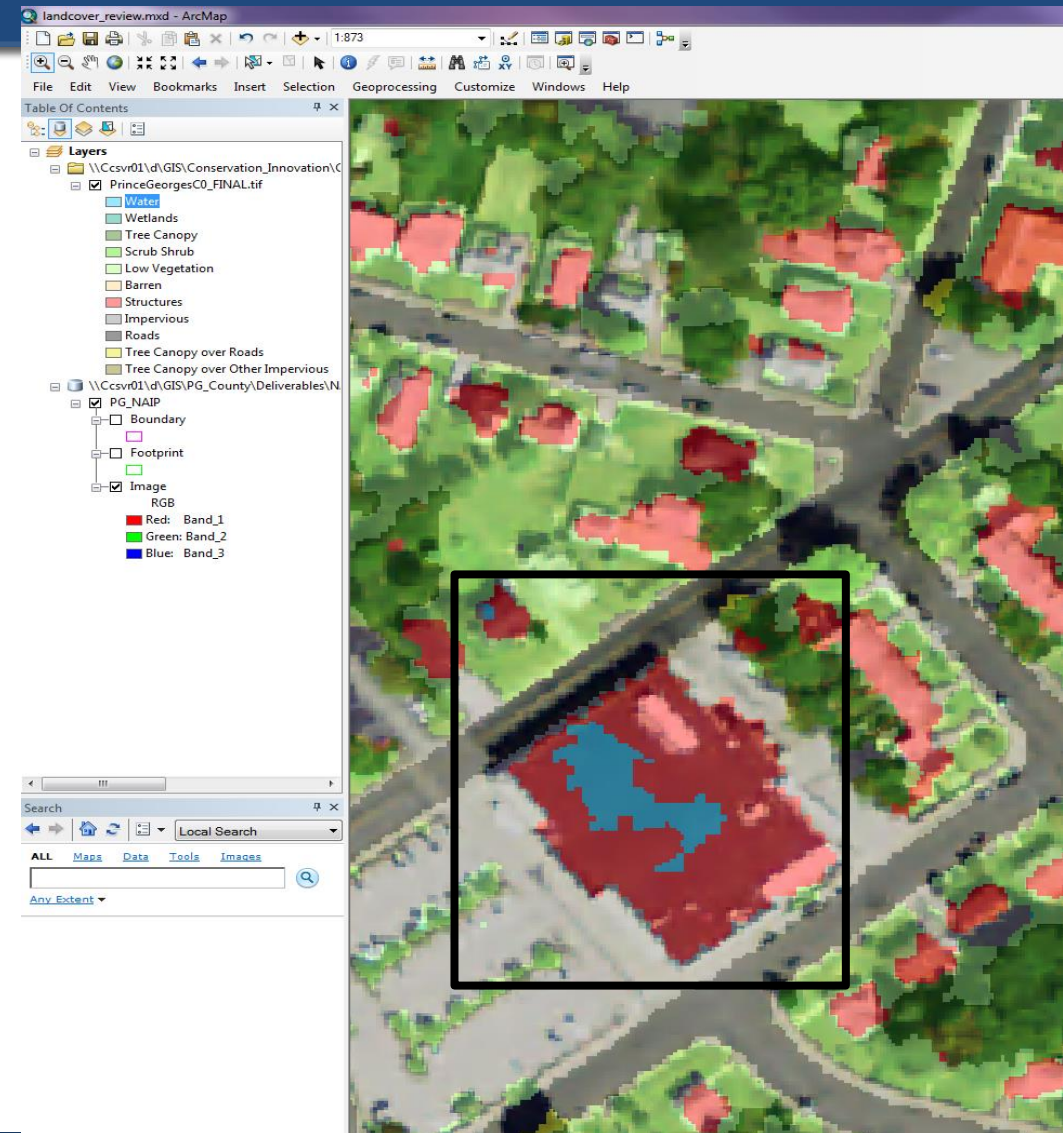 landcover_review.mxd - ArcMap
1:873
File Edit View Bookmarks Insert Selection Geoprocessing Customize Windows Help
Table Of Contents
Layers
\\Ccsvr01\d\GIS\Conservation_Innovation\C
PrinceGeorgesC0_FINAL.tif
Water
Wetlands
Tree Canopy
Scrub Shrub
Low Vegetation
Barren
Structures
Impervious
Roads
Tree Canopy over Roads
Tree Canopy over Other Impervious
\\Ccsvr01\d\GIS\PG_County\Deliverables\N
PG_NAIP
Boundary
Footprint
Image
RGB
Red: Band_1
Green: Band_2
Blue: Band_3
Search
Local Search
ALL Maps Data Tools Images
Any Extent